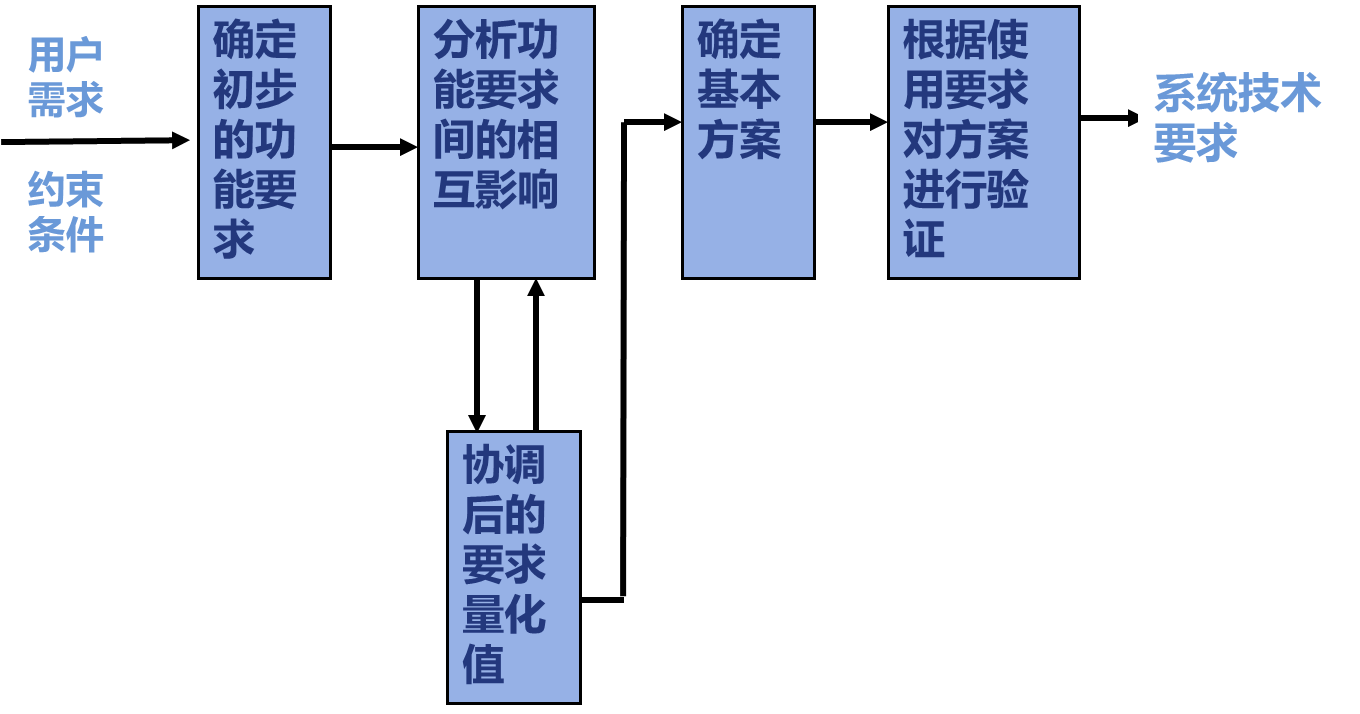 用户
需求
约束
条件
确定
初步
的功
能要
求
分析功
能要求
间的相
互影响
协调
后的
要求
量化
值
确定
基本
方案
根据使
用要求
对方案
进行验
证
系统技术
要求